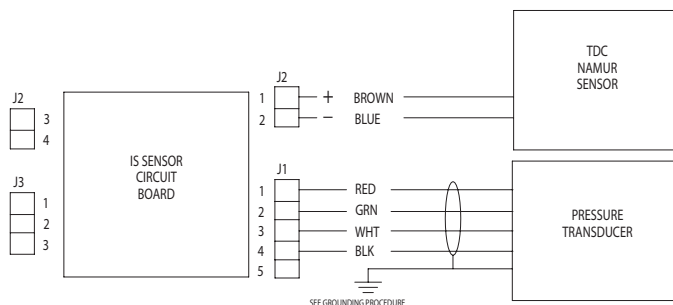 TDC
NAMUR
SENSOR
J2
1 + BROWN
2 – BLUE
J2
3
4
IS SENSOR
CIRCUIT
BOARD
J3
1
2
3
J1
1 RED
2 GRN
3 WHT
4 BLK
5
PRESSURE
TRANSDUCER
SEE GROUNDING PROCEDURE